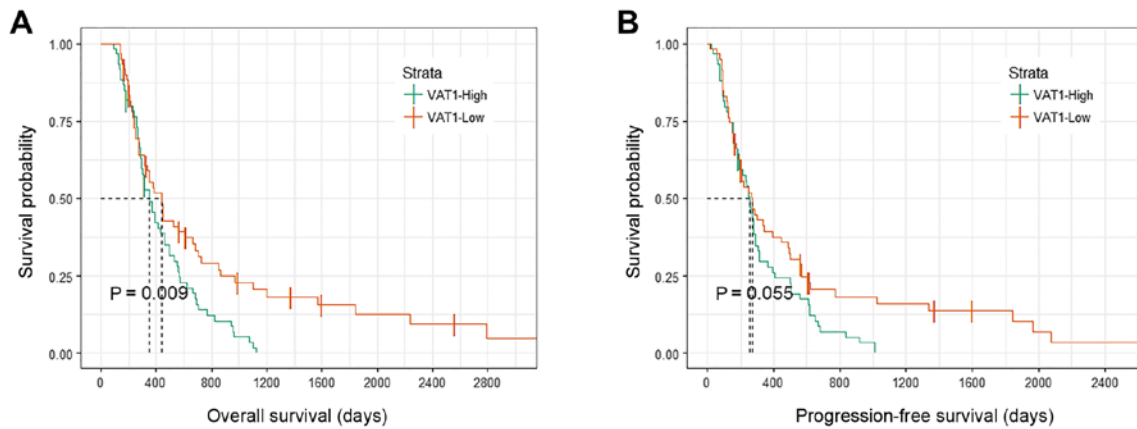 A
1.00
0.75
0.50
0.25
0.00
Survival probability
Strata
VAT1-High
VAT1-Low
P = 0.009
0 400 800 1200 1600 2000 2400 2800
Overall survival (days)
B
1.00
0.75
0.50
0.25
0.00
Survival probability
Strata
VAT1-High
VAT1-Low
P = 0.055
0 400 800 1200 1600 2000 2400
Progression-free survival (days)